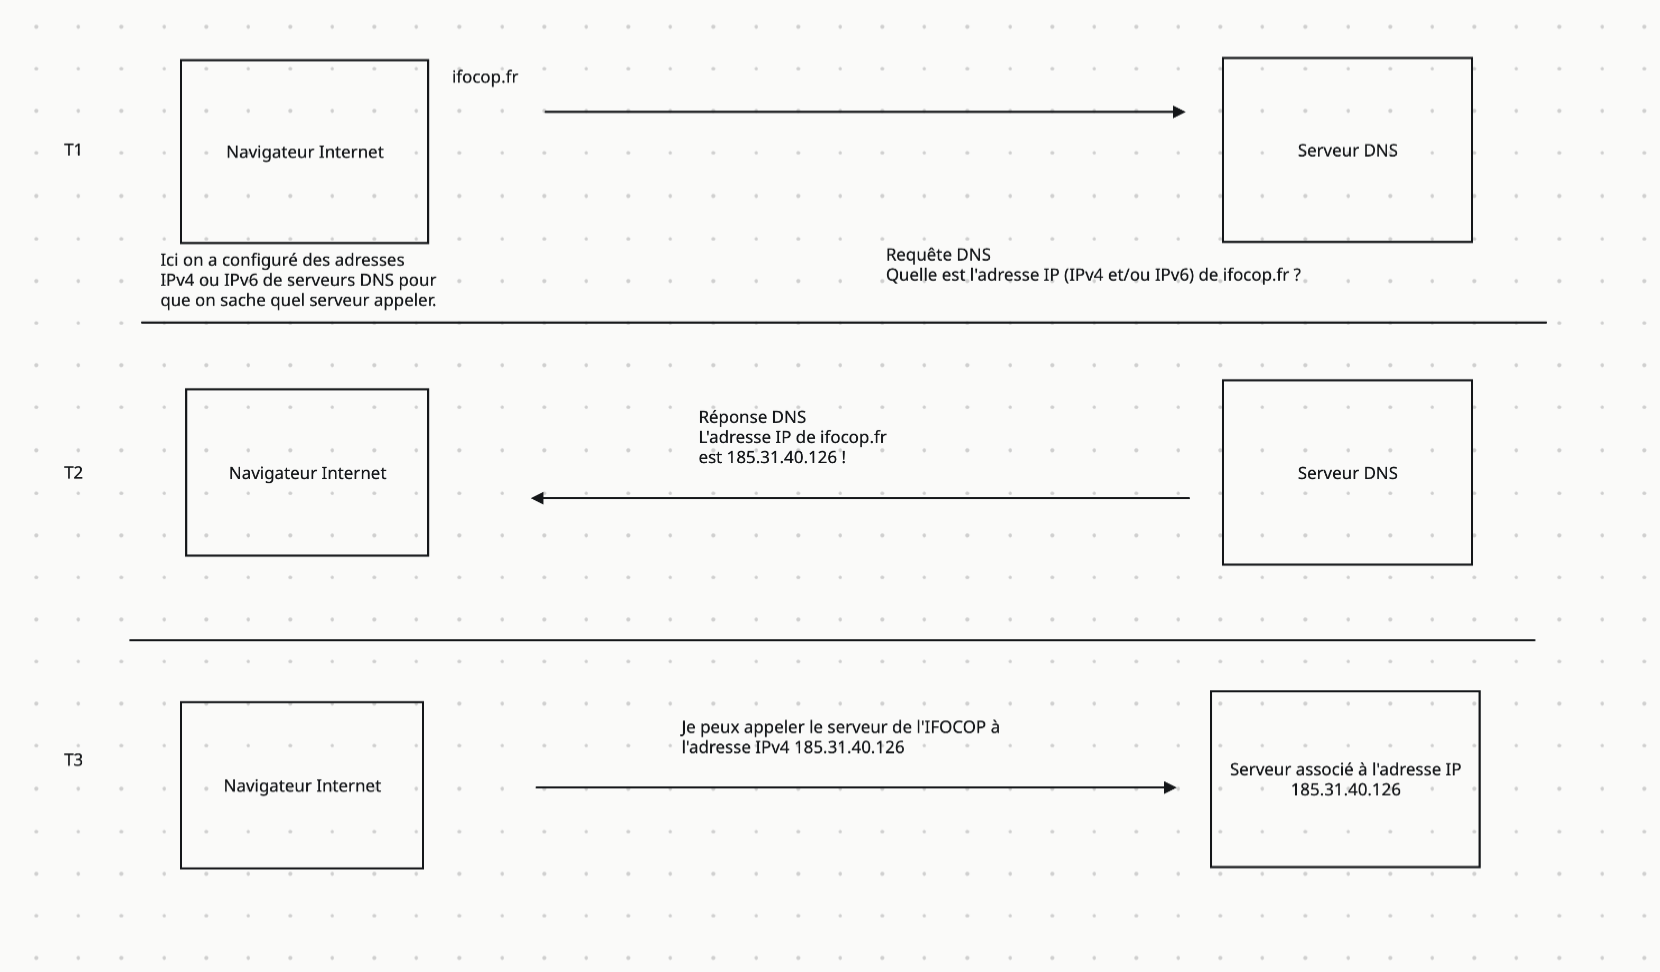 ifocop.fr
T1
Navigateur Internet
Serveur DNS
Ici on a configuré des adresses
IPv4 ou IPv6 de serveurs DNS pour
que on sache quel serveur appeler.
Requête DNS
Quelle est l'adresse IP (IPv4 et/ou IPv6) de ifocop.fr ?
T2
Navigateur Internet
Réponse DNS
L'adresse IP de ifocop.fr
est 185.31.40.126 !
Serveur DNS
T3
Navigateur Internet
Je peux appeler le serveur de l'IFOCOP à
l'adresse IPv4 185.31.40.126
Serveur associé à l'adresse IP
185.31.40.126